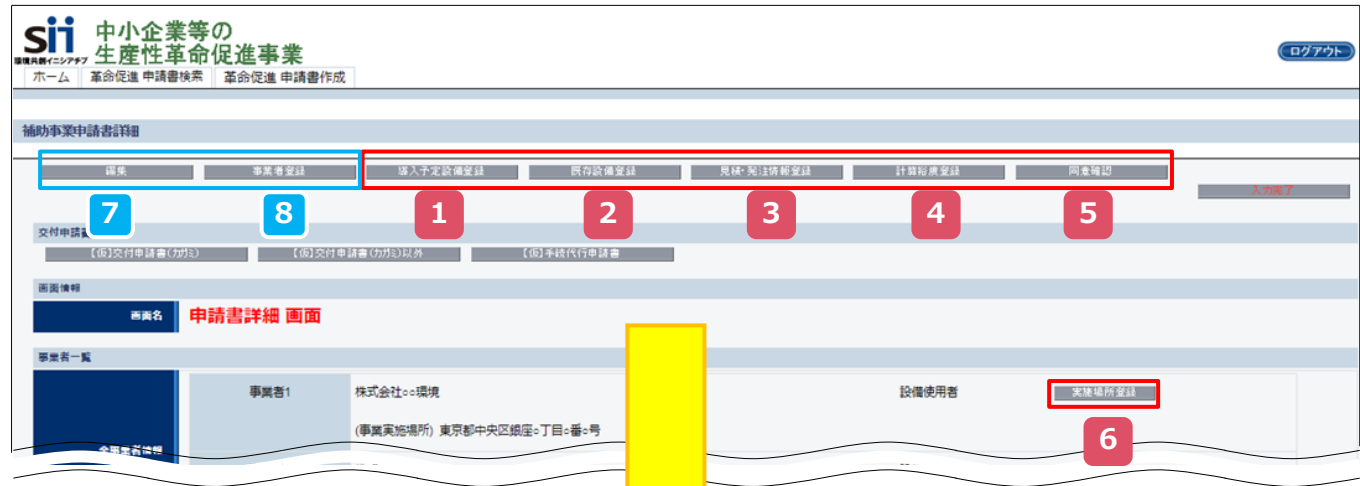 sii 中小企業等の
環境共創イニシアチブ 生産性革命促進事業
ログアウト
ホーム 革命促進 申請書検索 革命促進 申請書作成
補助事業申請書詳細
編集 事業者登録 導入予定設備登録 既存設備登録 見積・発注情報登録 計算裕度登録 同意確認
入力完了
7 8 1 2 3 4 5
交付申請書
【仮】交付申請書(カガミ) 【仮】交付申請書(カガミ)以外 【仮】手続代行申請書
画面情報
画面名 申請書詳細 画面
事業者一覧
事業者1 株式会社○○環境 設備使用者 実施場所登録
(事業実施場所) 東京都中央区銀座○丁目○番○号
6
全事業者情報